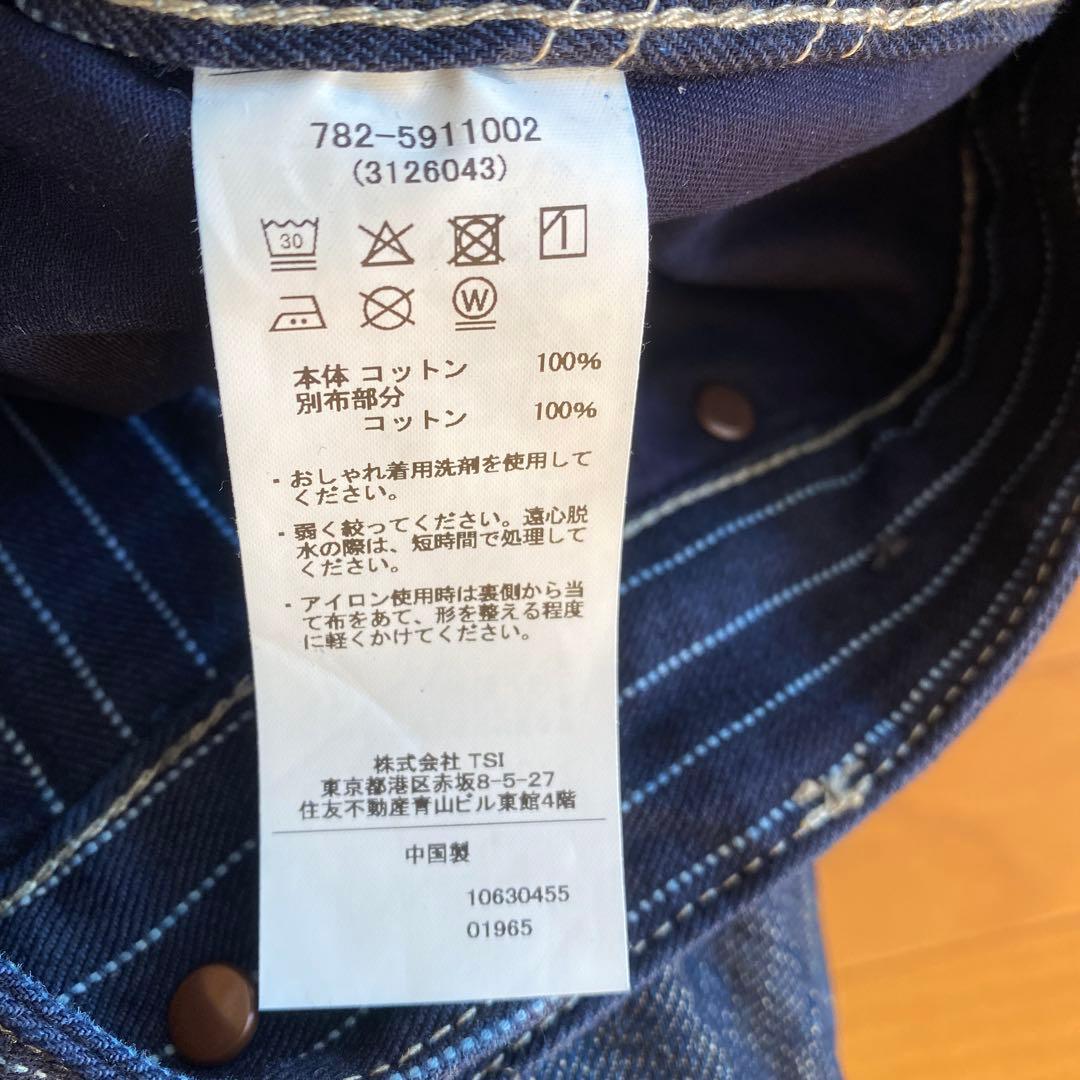 782-5911002
(3126043)
30
W
本体 コットン 100%
別布部分
コットン 100%
・おしゃれ着用洗剤を使用して
ください。
・弱く絞ってください。遠心脱
水の際は、短時間で処理して
ください。
・アイロン使用時は裏側から当
て布をあて、形を整える程度
に軽くかけてください。
株式会社 TSI
東京都港区赤坂8-5-27
住友不動産青山ビル東館4階
中国製
10630455
01965